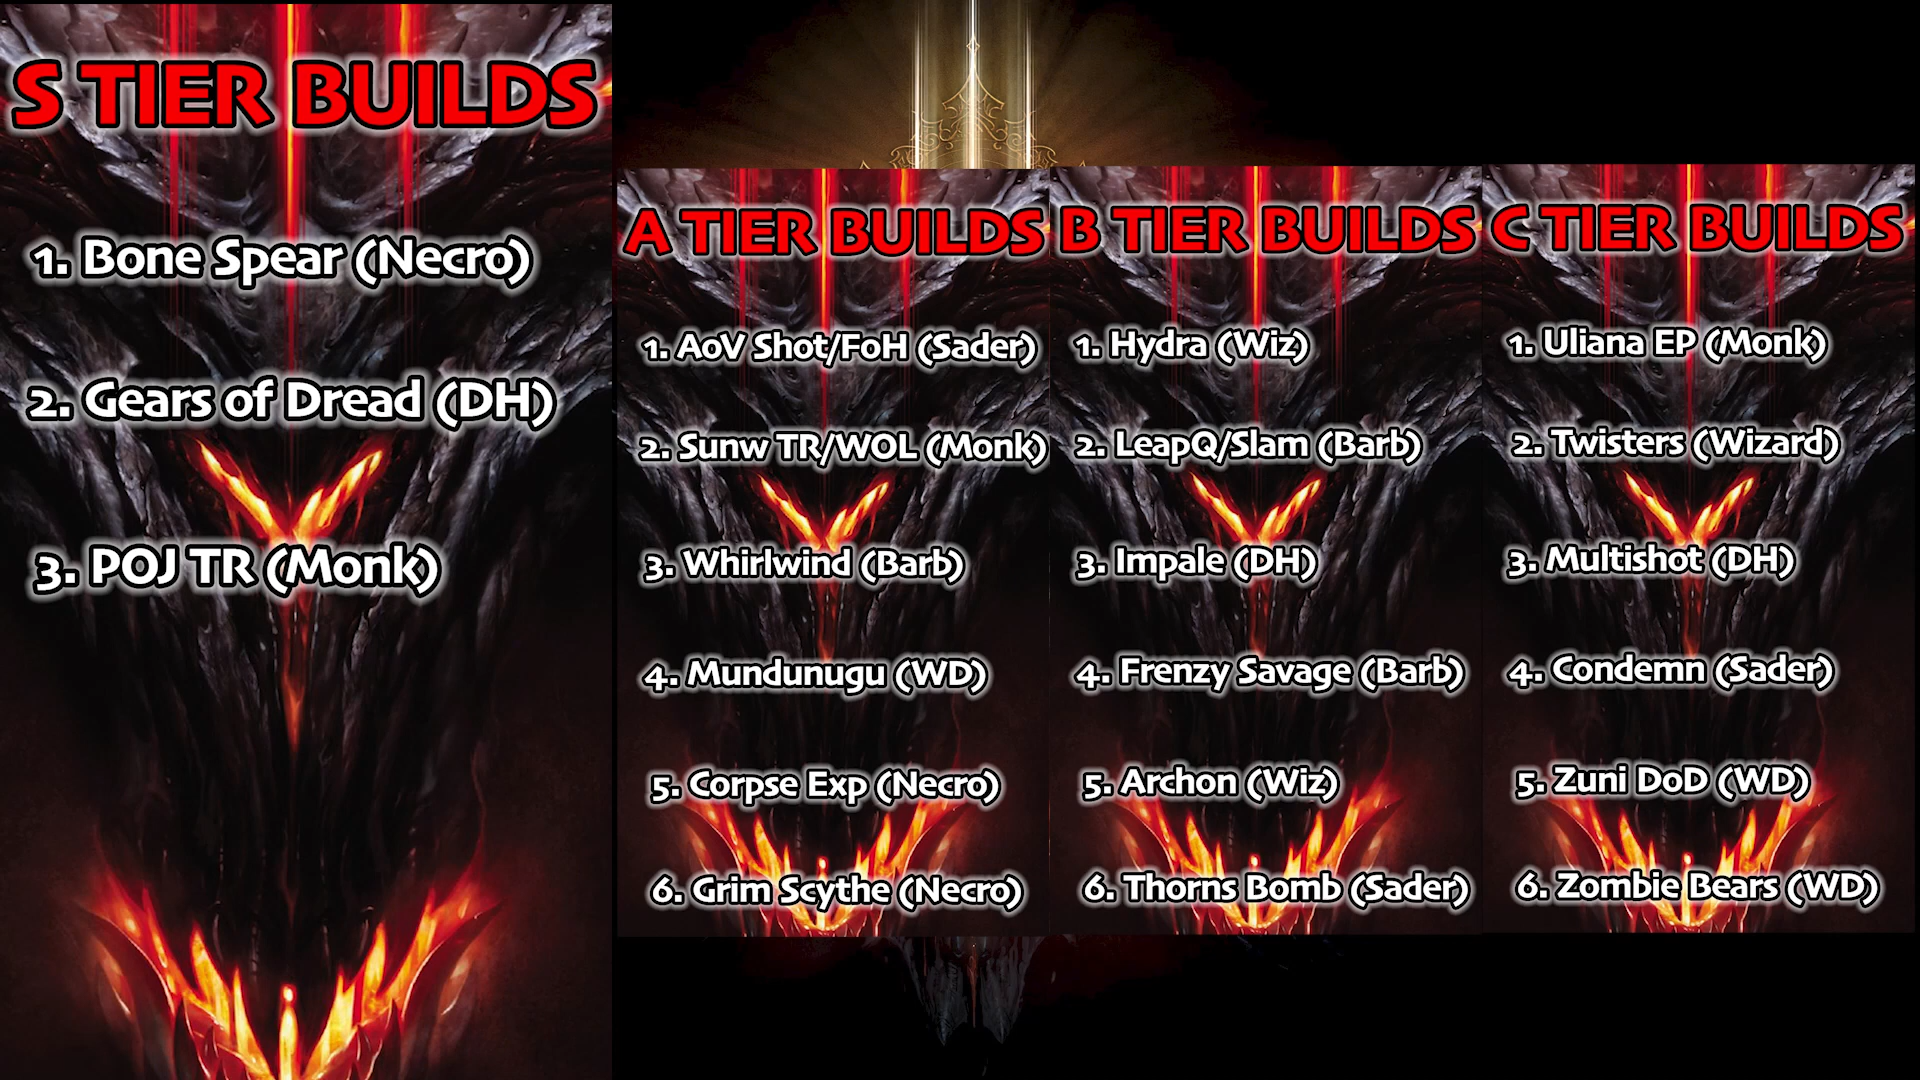 S TIER BUILDS
1. Bone Spear (Necro)
2. Gears of Dread (DH)
3. POJ TR (Monk)
A TIER BUILDS
1. AoV Shot/FoH (Sader)
2. Sunw TR/WOL (Monk)
3. Whirlwind (Barb)
4. Mundunugu (WD)
5. Corpse Exp (Necro)
6. Grim Scythe (Necro)
B TIER BUILDS
1. Hydra (Wiz)
2. LeapQ/Slam (Barb)
3. Impale (DH)
4. Frenzy Savage (Barb)
5. Archon (Wiz)
6. Thorns Bomb (Sader)
C TIER BUILDS
1. Uliana EP (Monk)
2. Twisters (Wizard)
3. Multishot (DH)
4. Condemn (Sader)
5. Zuni DoD (WD)
6. Zombie Bears (WD)